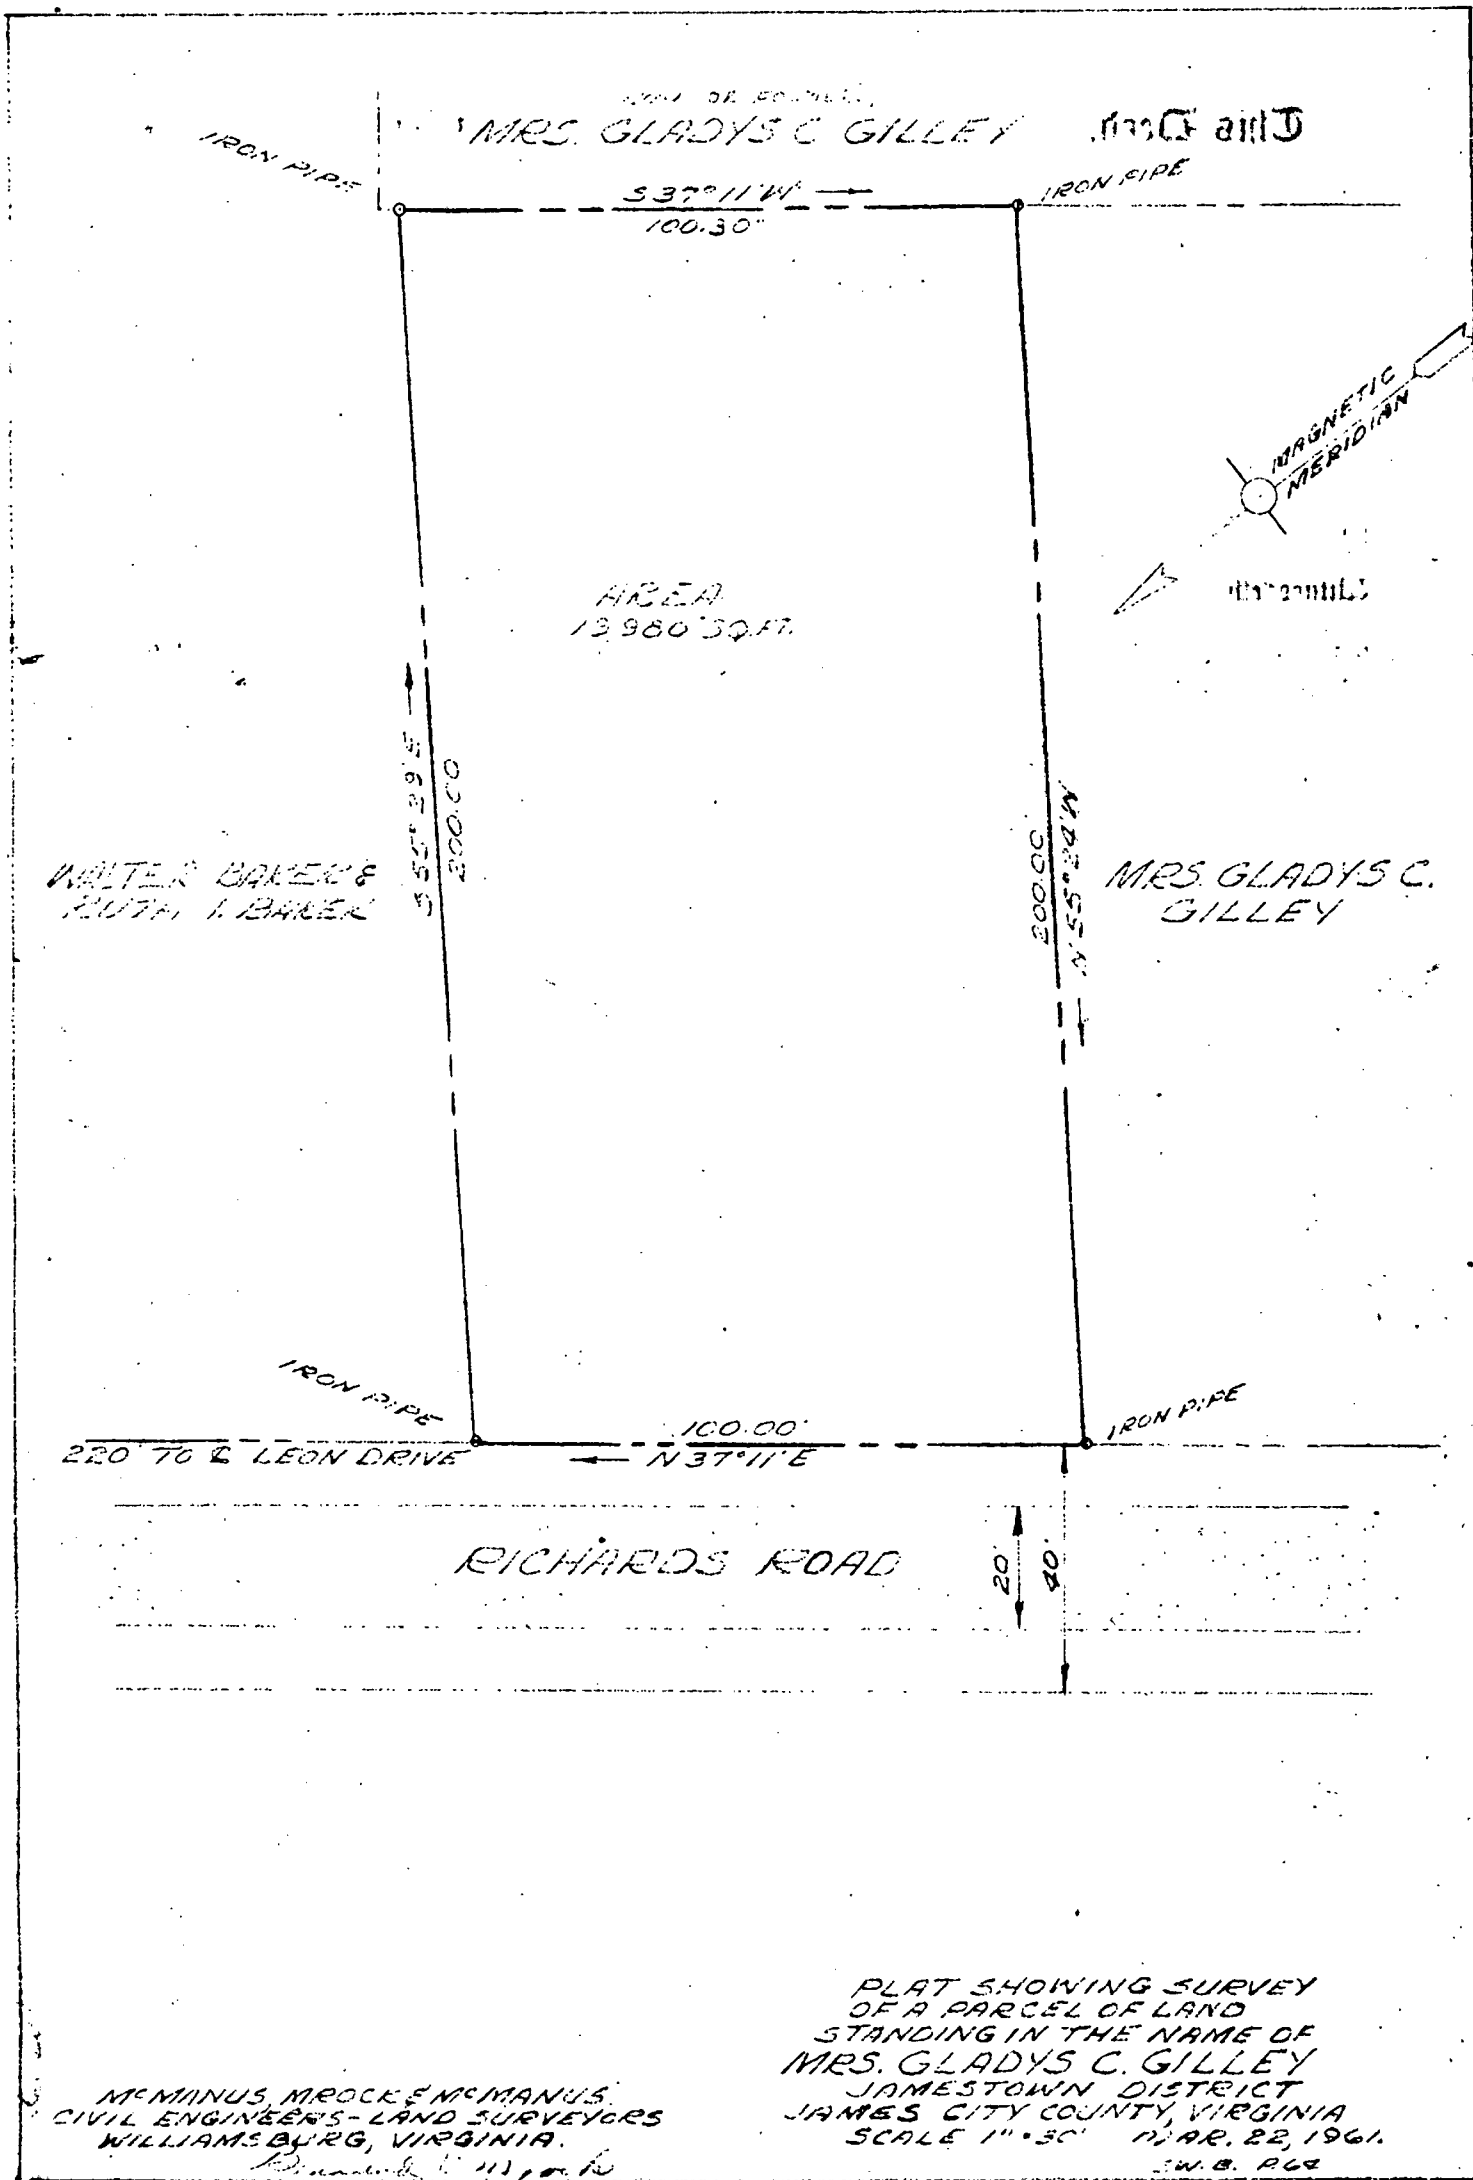 MRS. GLADYS C GILLEY
This Deed,
IRON PIPE
IRON PIPE
S 37° 11' W
100.30'
MAGNETIC
MERIDIAN
AREA
13,980 SQ. FT.
S 55° 29' E
200.00
WALTER BAKER &
RUTH I. BAKER
200.00
MRS. GLADYS C.
GILLEY
IRON PIPE
IRON PIPE
220' TO ℄ LEON DRIVE
100.00'
N 37° 11' E
RICHARDS ROAD
20'
40'
PLAT SHOWING SURVEY
OF A PARCEL OF LAND
STANDING IN THE NAME OF
MRS. GLADYS C. GILLEY
JAMESTOWN DISTRICT
JAMES CITY COUNTY, VIRGINIA
SCALE 1" = 30' MAR. 22, 1961.
S.W.B. P.64
MCMANUS, MROCK & MCMANUS.
CIVIL ENGINEERS - LAND SURVEYORS
WILLIAMSBURG, VIRGINIA.